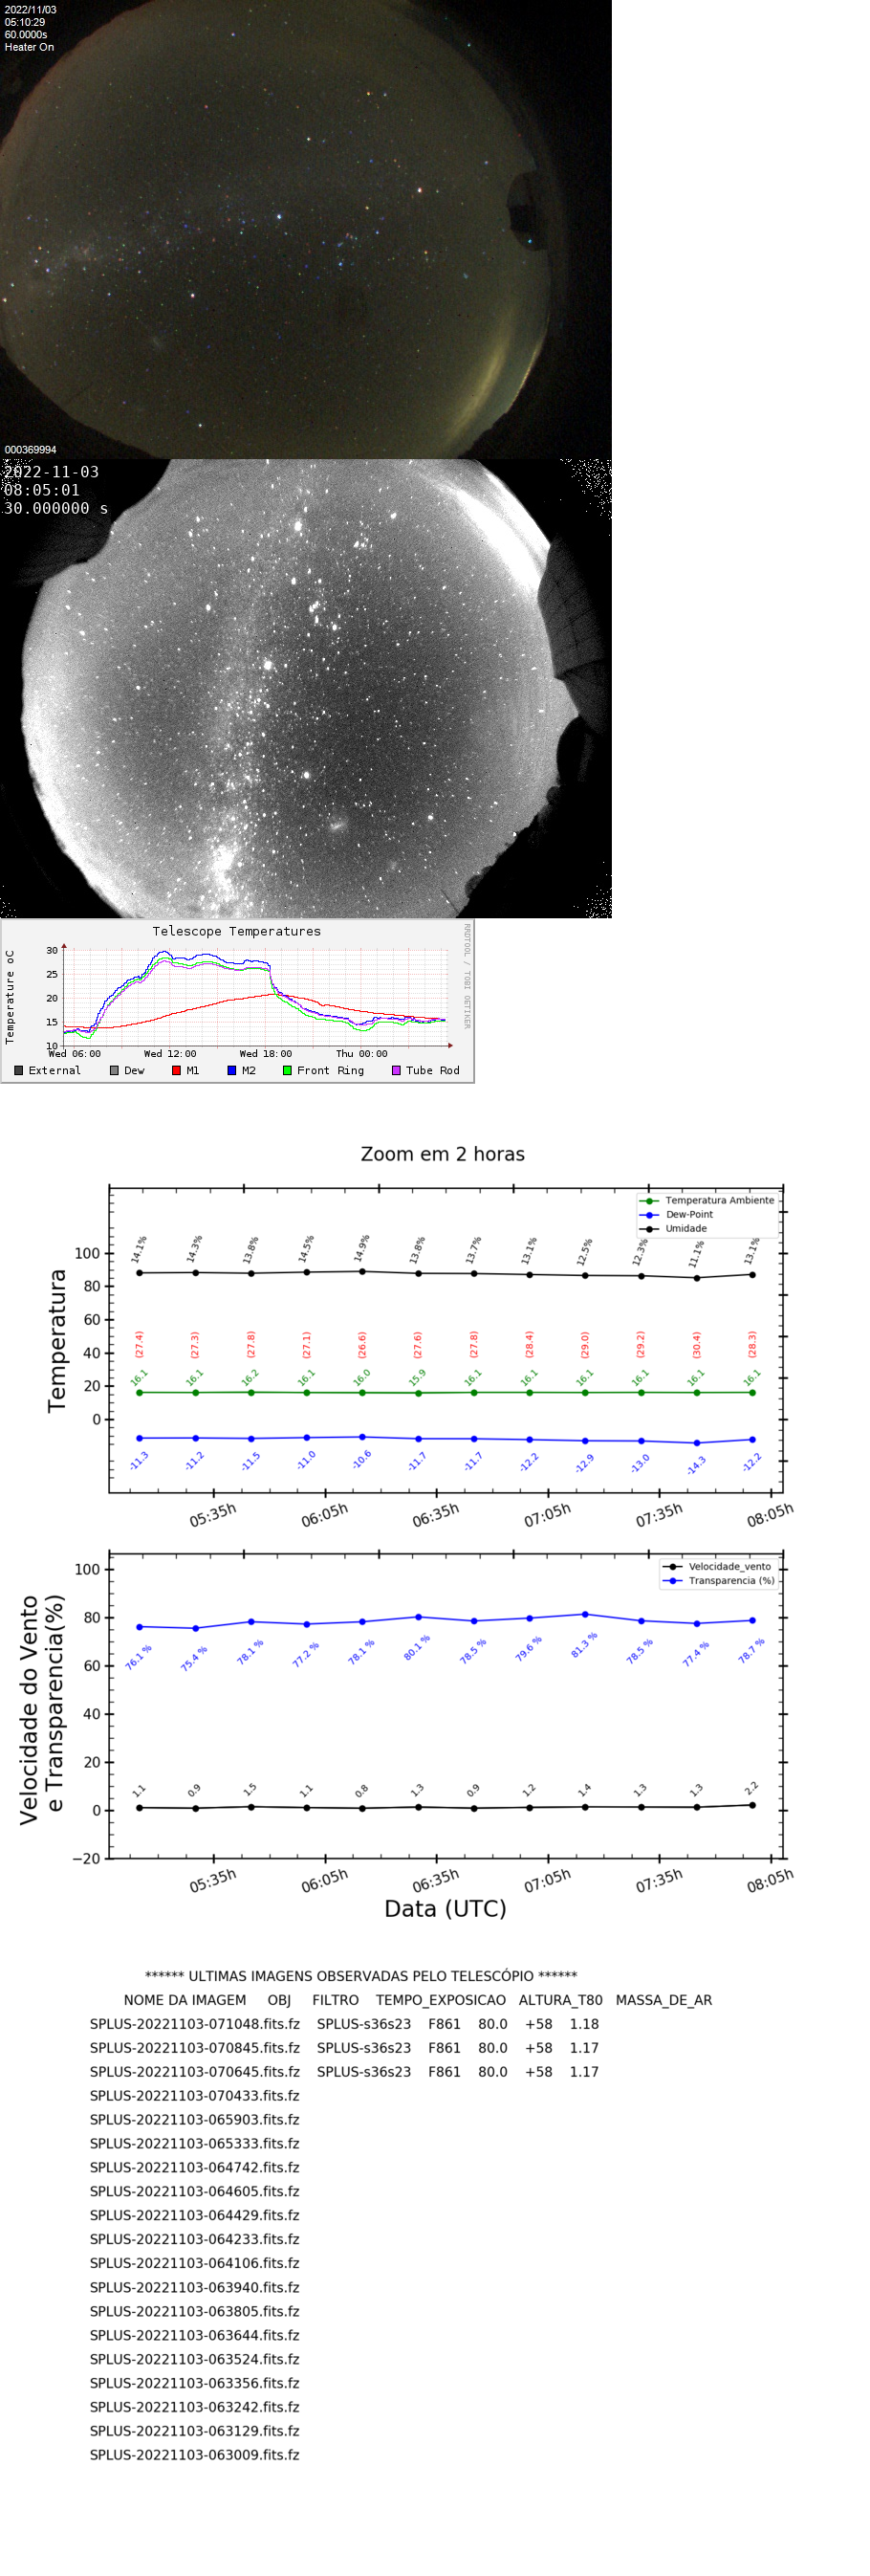 2022/11/03
05:10:29
60.0000s
Heater On
000369994
2022-11-03
08:05:01
30.000000 s
Telescope Temperatures
Temperature oC
30
25
20
15
10
Wed 06:00 Wed 12:00 Wed 18:00 Thu 00:00
External Dew M1 M2 Front Ring Tube Rod
RRDTOOL / TOBI OETIKER
Zoom em 2 horas
Temperatura Ambiente
Dew-Point
Umidade
Temperatura
100
80
60
40
20
0
14.1% 14.3% 13.8% 14.5% 14.9% 13.8% 13.7% 13.1% 12.5% 12.3% 11.1% 13.1%
(27.4) (27.3) (27.8) (27.1) (26.6) (27.6) (27.8) (28.4) (29.0) (29.2) (30.4) (28.3)
16.1 16.1 16.2 16.1 16.0 15.9 16.1 16.1 16.1 16.1 16.1 16.1
-11.3 -11.2 -11.5 -11.0 -10.6 -11.7 -11.7 -12.2 -12.9 -13.0 -14.3 -12.2
05:35h 06:05h 06:35h 07:05h 07:35h 08:05h
Velocidade_vento
Transparencia (%)
Velocidade do Vento
e Transparencia(%)
100
80
60
40
20
0
−20
76.1 % 75.4 % 78.1 % 77.2 % 78.1 % 80.1 % 78.5 % 79.6 % 81.3 % 78.5 % 77.4 % 78.7 %
1.1 0.9 1.5 1.1 0.8 1.3 0.9 1.2 1.4 1.3 1.3 2.2
05:35h 06:05h 06:35h 07:05h 07:35h 08:05h
Data (UTC)
****** ULTIMAS IMAGENS OBSERVADAS PELO TELESCÓPIO ******
NOME DA IMAGEM OBJ FILTRO TEMPO_EXPOSICAO ALTURA_T80 MASSA_DE_AR
SPLUS-20221103-071048.fits.fz SPLUS-s36s23 F861 80.0 +58 1.18
SPLUS-20221103-070845.fits.fz SPLUS-s36s23 F861 80.0 +58 1.17
SPLUS-20221103-070645.fits.fz SPLUS-s36s23 F861 80.0 +58 1.17
SPLUS-20221103-070433.fits.fz
SPLUS-20221103-065903.fits.fz
SPLUS-20221103-065333.fits.fz
SPLUS-20221103-064742.fits.fz
SPLUS-20221103-064605.fits.fz
SPLUS-20221103-064429.fits.fz
SPLUS-20221103-064233.fits.fz
SPLUS-20221103-064106.fits.fz
SPLUS-20221103-063940.fits.fz
SPLUS-20221103-063805.fits.fz
SPLUS-20221103-063644.fits.fz
SPLUS-20221103-063524.fits.fz
SPLUS-20221103-063356.fits.fz
SPLUS-20221103-063242.fits.fz
SPLUS-20221103-063129.fits.fz
SPLUS-20221103-063009.fits.fz